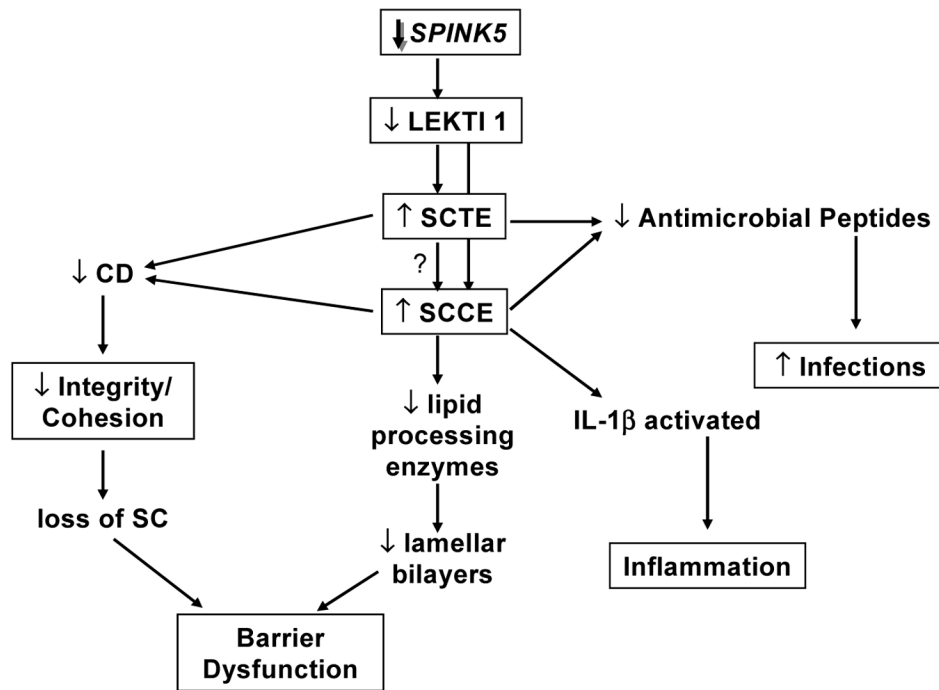 ↓ SPINK5
↓ LEKTI 1
↑ SCTE
↓ Antimicrobial Peptides
?
↓ CD
↑ SCCE
↑ Infections
↓ Integrity/
Cohesion
↓ lipid
processing
enzymes
IL-1β activated
loss of SC
↓ lamellar
bilayers
Inflammation
Barrier
Dysfunction